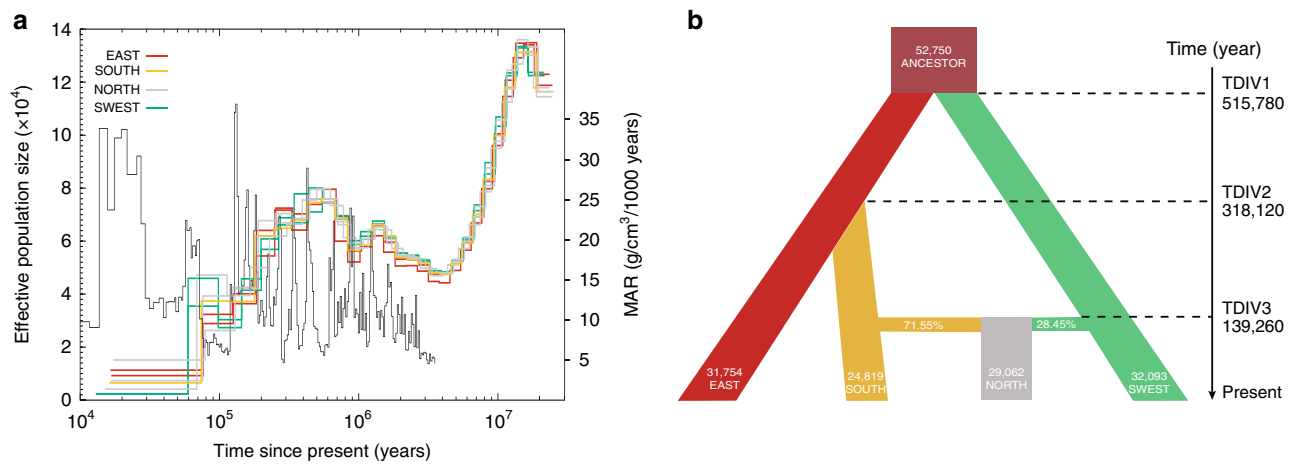 a
Effective population size (×10⁴)
14
12
10
8
6
4
2
0
EAST
SOUTH
NORTH
SWEST
35
30
25
20
15
10
5
MAR (g/cm³/1000 years)
10⁴
10⁵
10⁶
10⁷
Time since present (years)
b
52,750
ANCESTOR
Time (year)
TDIV1
515,780
TDIV2
318,120
TDIV3
139,260
71.55%
28.45%
31,754
EAST
24,819
SOUTH
29,062
NORTH
32,093
SWEST
Present